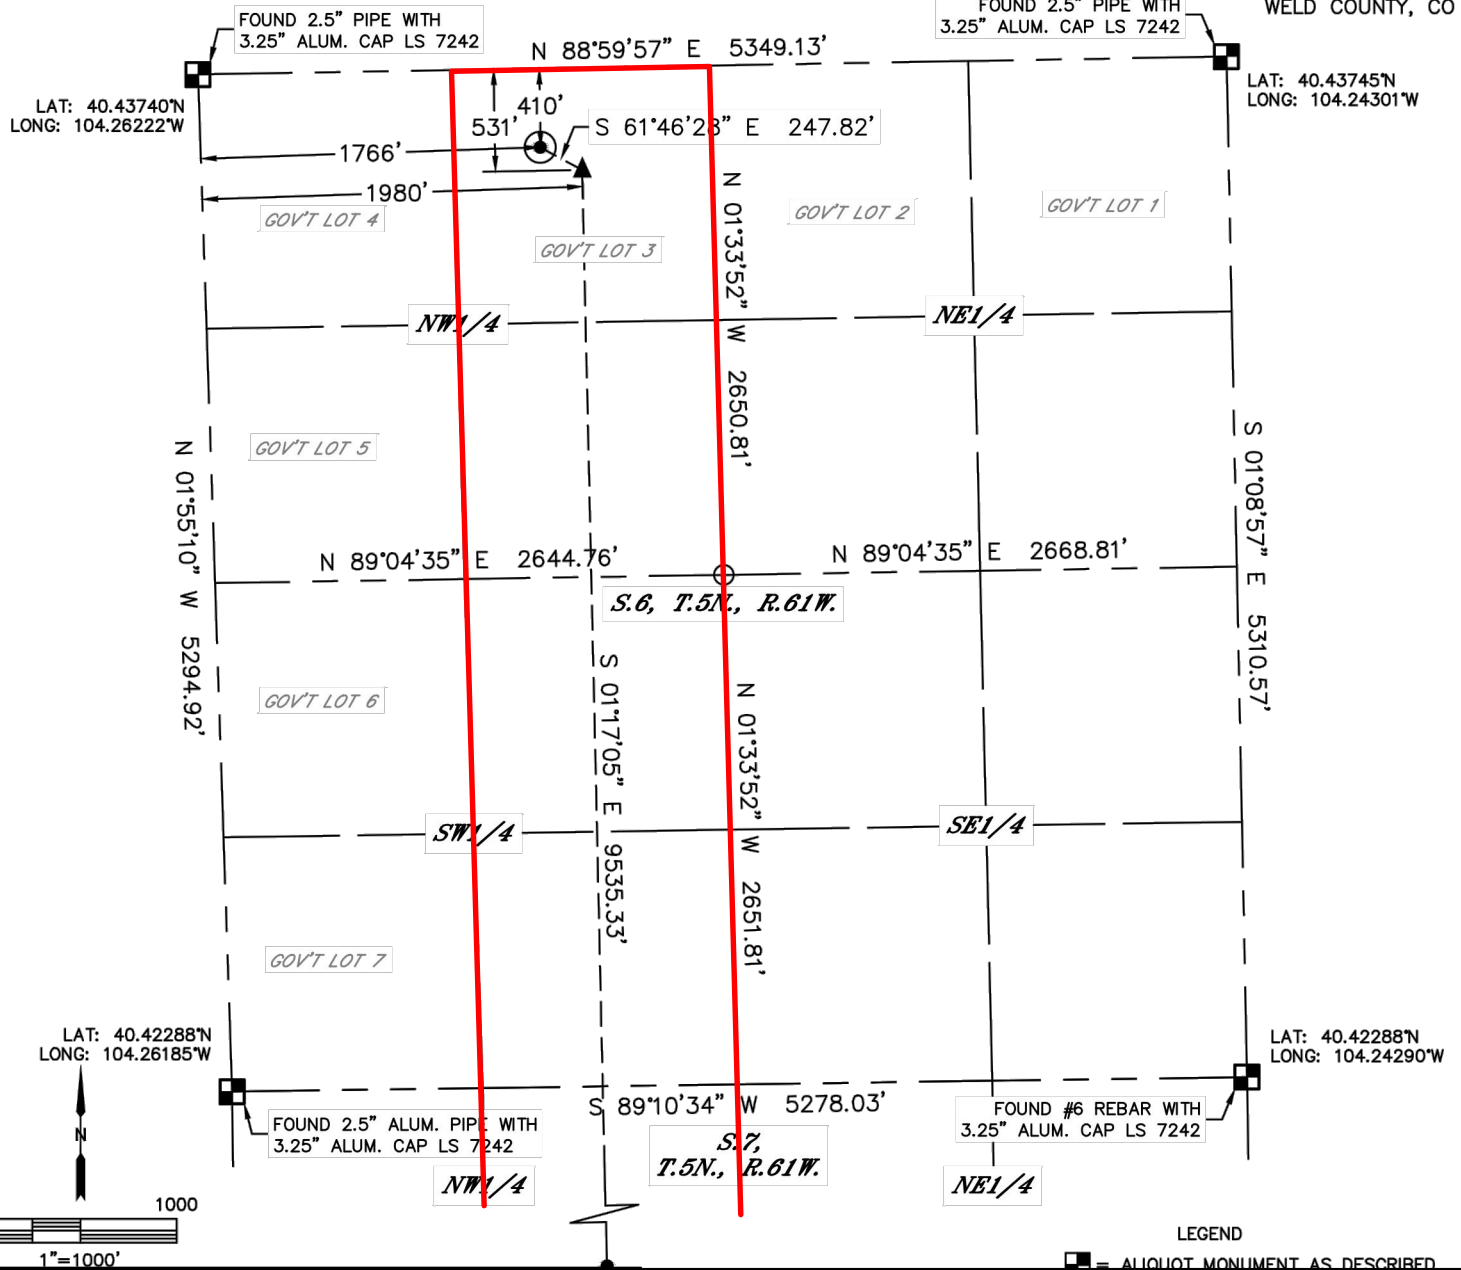 FOUND 2.5" PIPE WITH
3.25" ALUM. CAP LS 7242
FOUND 2.5" PIPE WITH
3.25" ALUM. CAP LS 7242
WELD COUNTY, CO
N 88°59'57" E 5349.13'
LAT: 40.43740°N
LONG: 104.26222°W
LAT: 40.43745°N
LONG: 104.24301°W
410'
531'
S 61°46'28" E 247.82'
1766'
1980'
GOV'T LOT 4
GOV'T LOT 3
GOV'T LOT 2
GOV'T LOT 1
N 01°33'52" W 2650.81'
NW1/4
NE1/4
GOV'T LOT 5
N 01°55'10" W 5294.92'
S 01°08'57" E 5310.57'
N 89°04'35" E 2644.76'
N 89°04'35" E 2668.81'
S.6, T.5N., R.61W.
GOV'T LOT 6
S 01°17'05" E 9535.33'
N 01°33'52" W 2651.81'
SW1/4
SE1/4
GOV'T LOT 7
LAT: 40.42288°N
LONG: 104.26185°W
LAT: 40.42288°N
LONG: 104.24290°W
S 89°10'34" W 5278.03'
FOUND 2.5" ALUM. PIPE WITH
3.25" ALUM. CAP LS 7242
FOUND #6 REBAR WITH
3.25" ALUM. CAP LS 7242
N
S.7,
T.5N., R.61W.
NW1/4
NE1/4
1000
1"=1000'
LEGEND
= ALIQUOT MONUMENT AS DESCRIBED